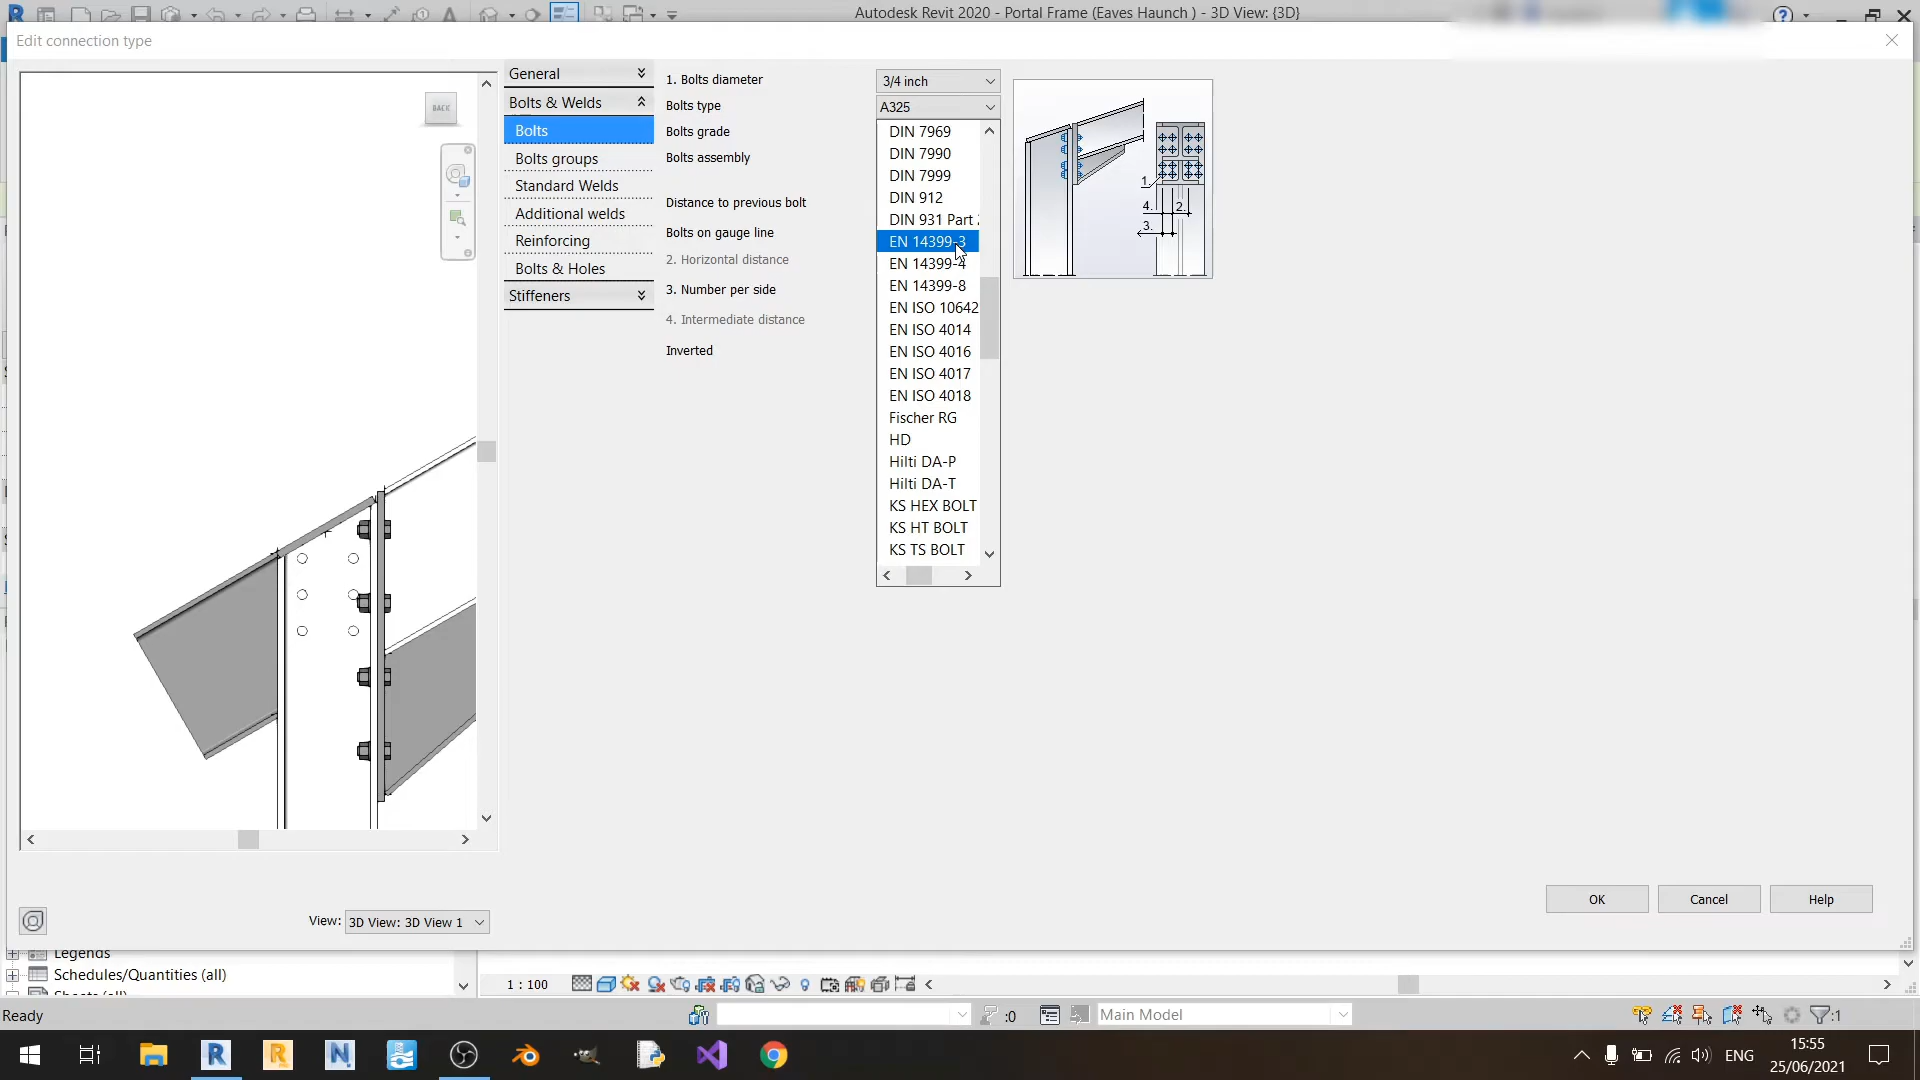 Autodesk Revit 2020 - Portal Frame (Eaves Haunch ) - 3D View: {3D}
Edit connection type
BACK
General
Bolts & Welds
Bolts
Bolts groups
Standard Welds
Additional welds
Reinforcing
Bolts & Holes
Stiffeners
1. Bolts diameter
3/4 inch
Bolts type
A325
Bolts grade
Bolts assembly
Distance to previous bolt
Bolts on gauge line
2. Horizontal distance
3. Number per side
4. Intermediate distance
Inverted
DIN 7969
DIN 7990
DIN 7999
DIN 912
DIN 931 Part
EN 14399-3
EN 14399-4
EN 14399-8
EN ISO 10642
EN ISO 4014
EN ISO 4016
EN ISO 4017
EN ISO 4018
Fischer RG
HD
Hilti DA-P
Hilti DA-T
KS HEX BOLT
KS HT BOLT
KS TS BOLT
1.
4. 2.
3.
OK
Cancel
Help
View: 3D View: 3D View 1
Legends
Schedules/Quantities (all)
1 : 100
Ready
:0
Main Model
:1
ENG
15:55
25/06/2021